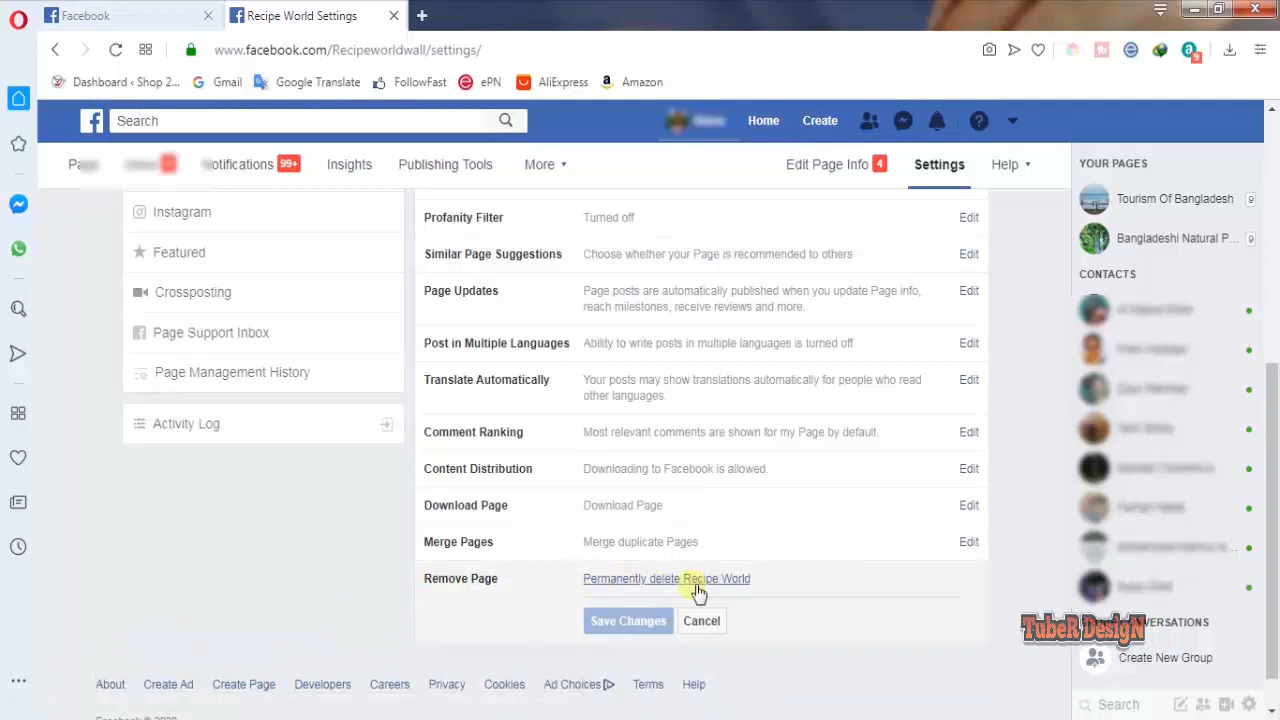 Facebook
Recipe World Settings
www.facebook.com/Recipeworldwall/settings/
9
Dashboard ‹ Shop 2...
Gmail
Google Translate
FollowFast
ePN
AliExpress
Amazon
Search
Home
Create
Page
Notifications 99+
Insights
Publishing Tools
More
Edit Page Info 4
Settings
Help
Instagram
Featured
Crossposting
Page Support Inbox
Page Management History
Activity Log
Profanity Filter
Turned off
Edit
Similar Page Suggestions
Choose whether your Page is recommended to others
Edit
Page Updates
Page posts are automatically published when you update Page info,
reach milestones, receive reviews and more.
Edit
Post in Multiple Languages
Ability to write posts in multiple languages is turned off
Edit
Translate Automatically
Your posts may show translations automatically for people who read
other languages.
Edit
Comment Ranking
Most relevant comments are shown for my Page by default.
Edit
Content Distribution
Downloading to Facebook is allowed.
Edit
Download Page
Download Page
Edit
Merge Pages
Merge duplicate Pages
Edit
Remove Page
Permanently delete Recipe World
Save Changes
Cancel
YOUR PAGES
Tourism Of Bangladesh
9
Bangladeshi Natural P...
9
CONTACTS
TubeR DesigN
Create New Group
Search
About
Create Ad
Create Page
Developers
Careers
Privacy
Cookies
Ad Choices
Terms
Help
Facebook © 2020